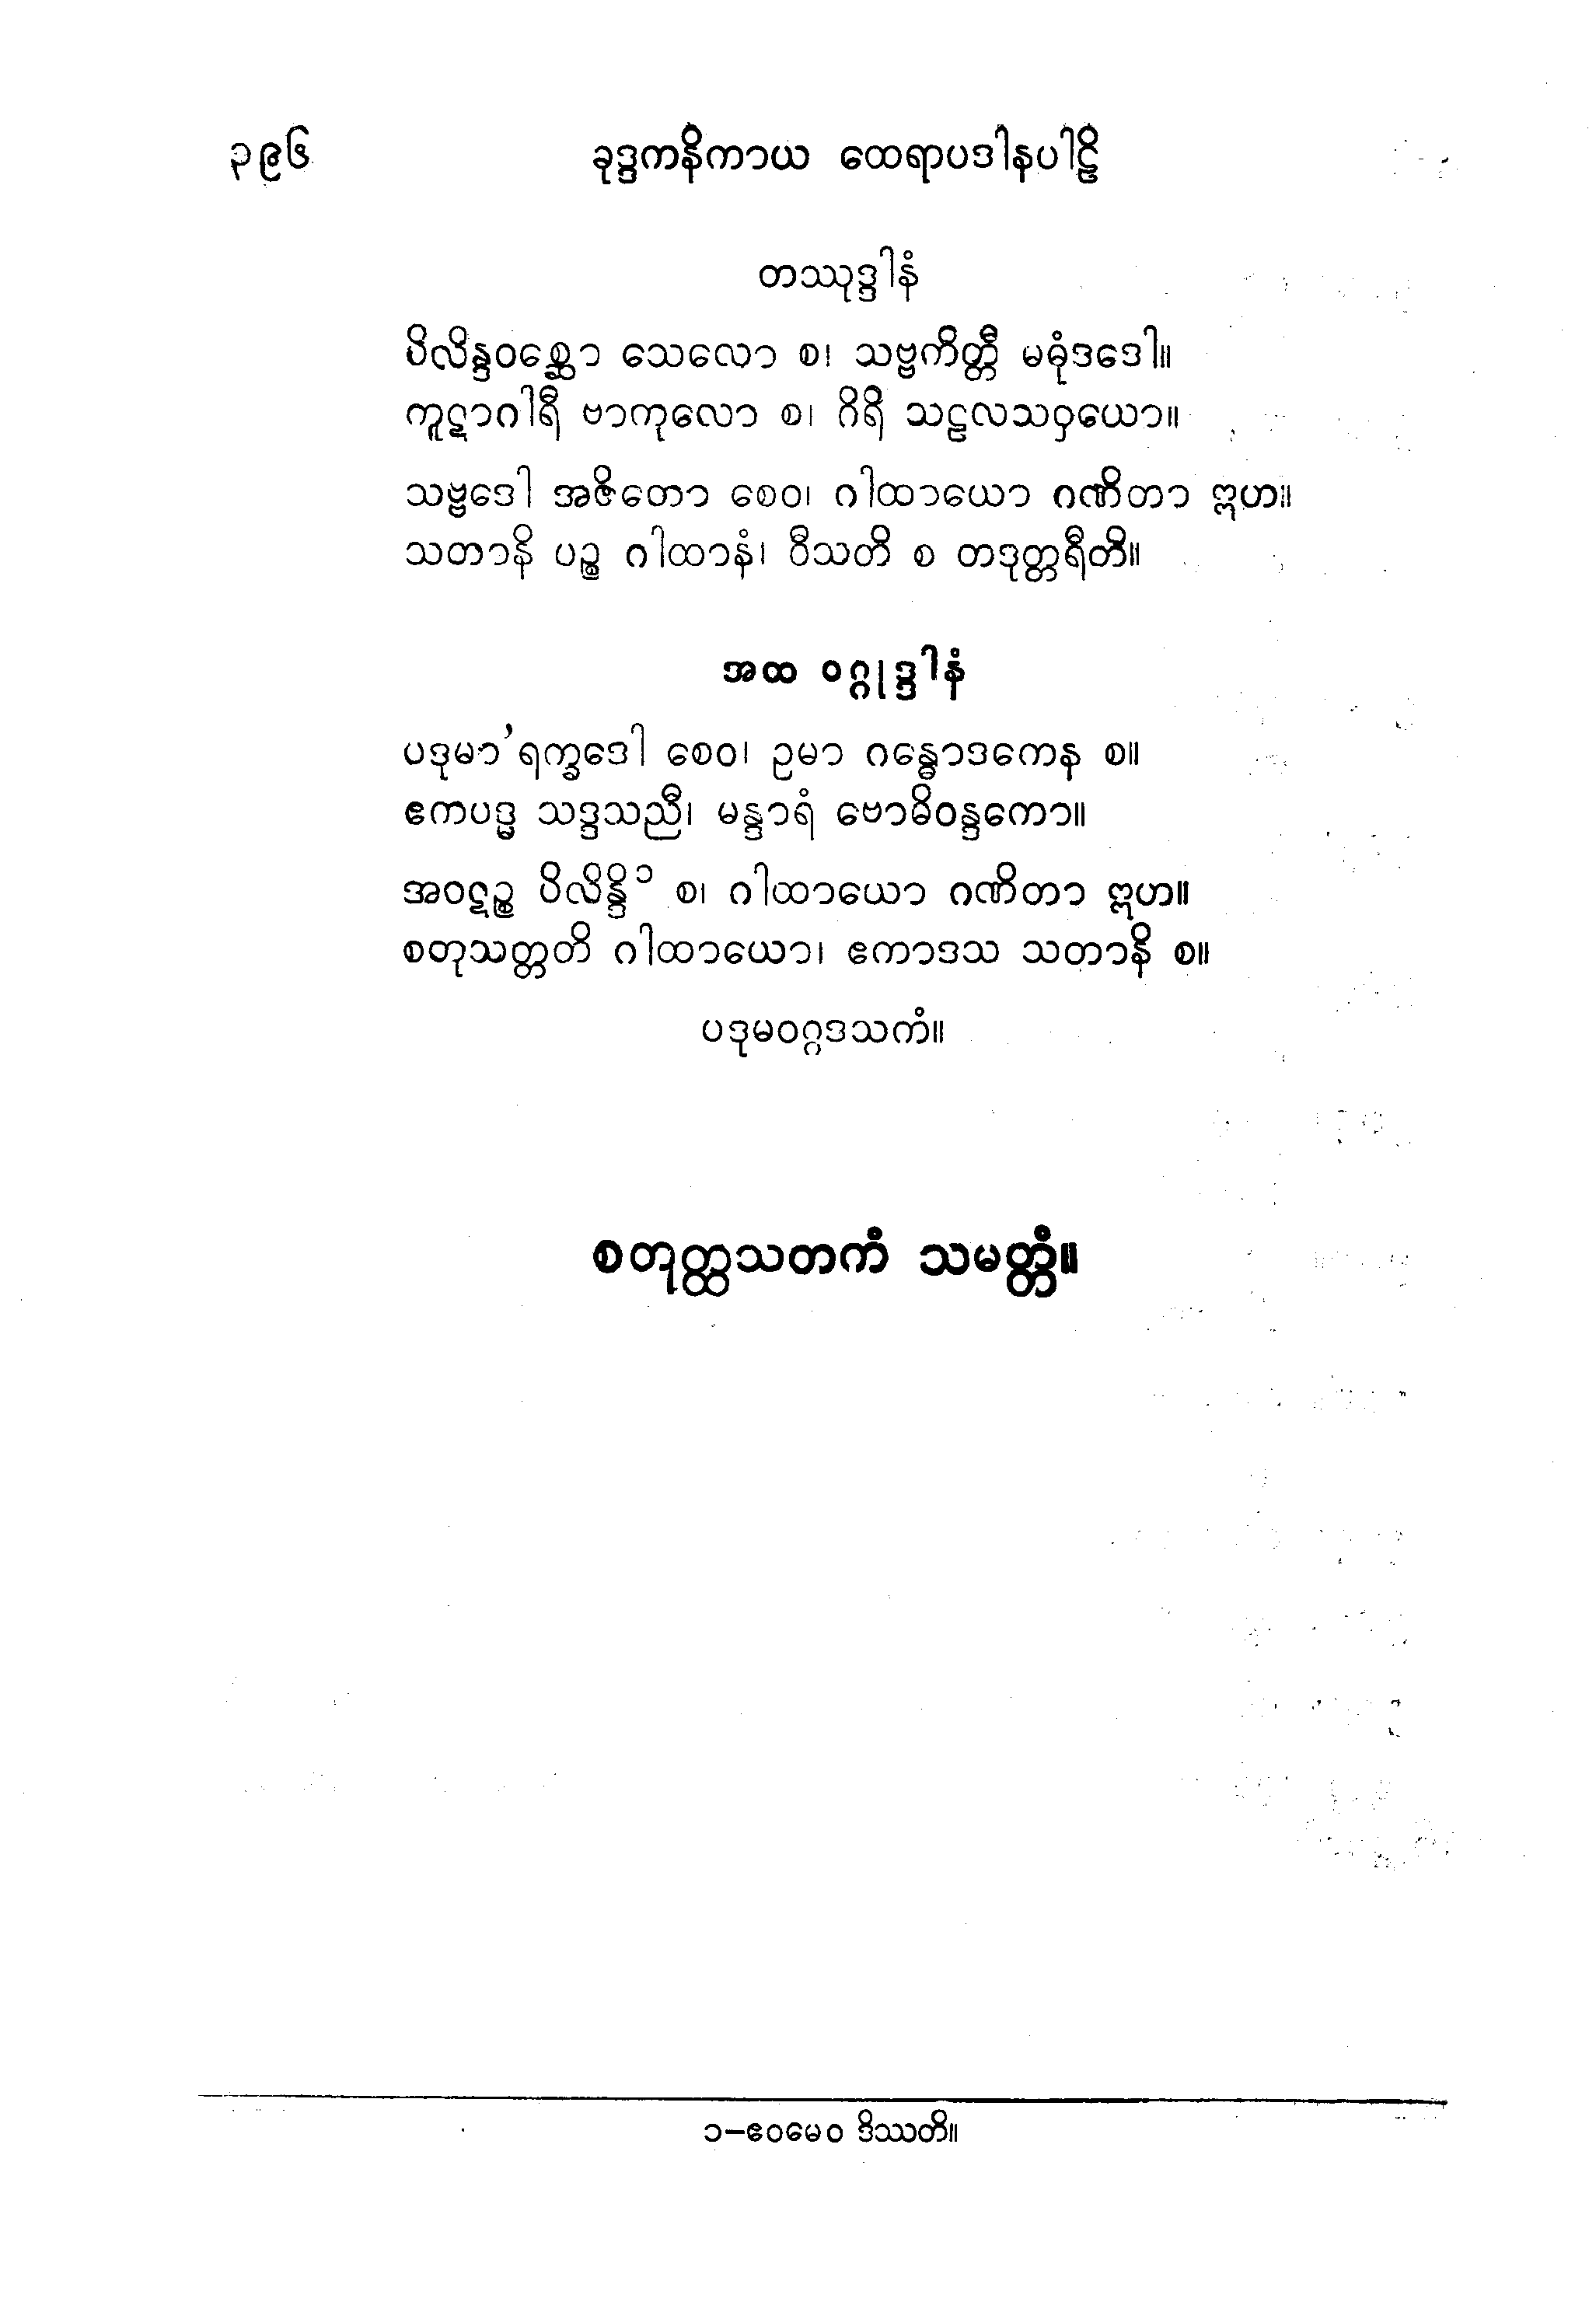 ၃၉၆ ခုဒ္ဒကနိကာယ ထေရာပဒါနပါဠိ
တဿုဒ္ဒါနံ
ပိလိန္ဒဝစ္ဆော သေလော စ၊ သဗ္ဗကိတ္တီ မဓုံဒဒေါ။
ကူဋာဂါရီ ဗာကုလော စ၊ ဂိရိ သဠလသဝှယော။
သဗ္ဗဒေါ အဇိတော စေဝ၊ ဂါထာယော ဂဏိတာ ဣဟ။
သတာနိ ပဉ္စ ဂါထာနံ၊ ဝီသတိ စ တဒုတ္တရီတိ။
အထ ဝဂ္ဂုဒ္ဒါနံ
ပဒုမာ’ရက္ခဒေါ စေဝ၊ ဥမာ ဂန္ဓောဒကေန စ။
ဧကပဒ္မ သဒ္ဒသညီ၊ မန္ဒာရံ ဗောဓိဝန္ဒကော။
အဝဋဉ္စ ပိလိန္ဒိ၁ စ၊ ဂါထာယော ဂဏိတာ ဣဟ။
စတုသတ္တတိ ဂါထာယော၊ ဧကာဒသ သတာနိ စ။
ပဒုမဝဂ္ဂဒသကံ။
စတုတ္ထသတကံ သမတ္တံ။
၁–ဧဝမေဝ ဒိဿတိ။